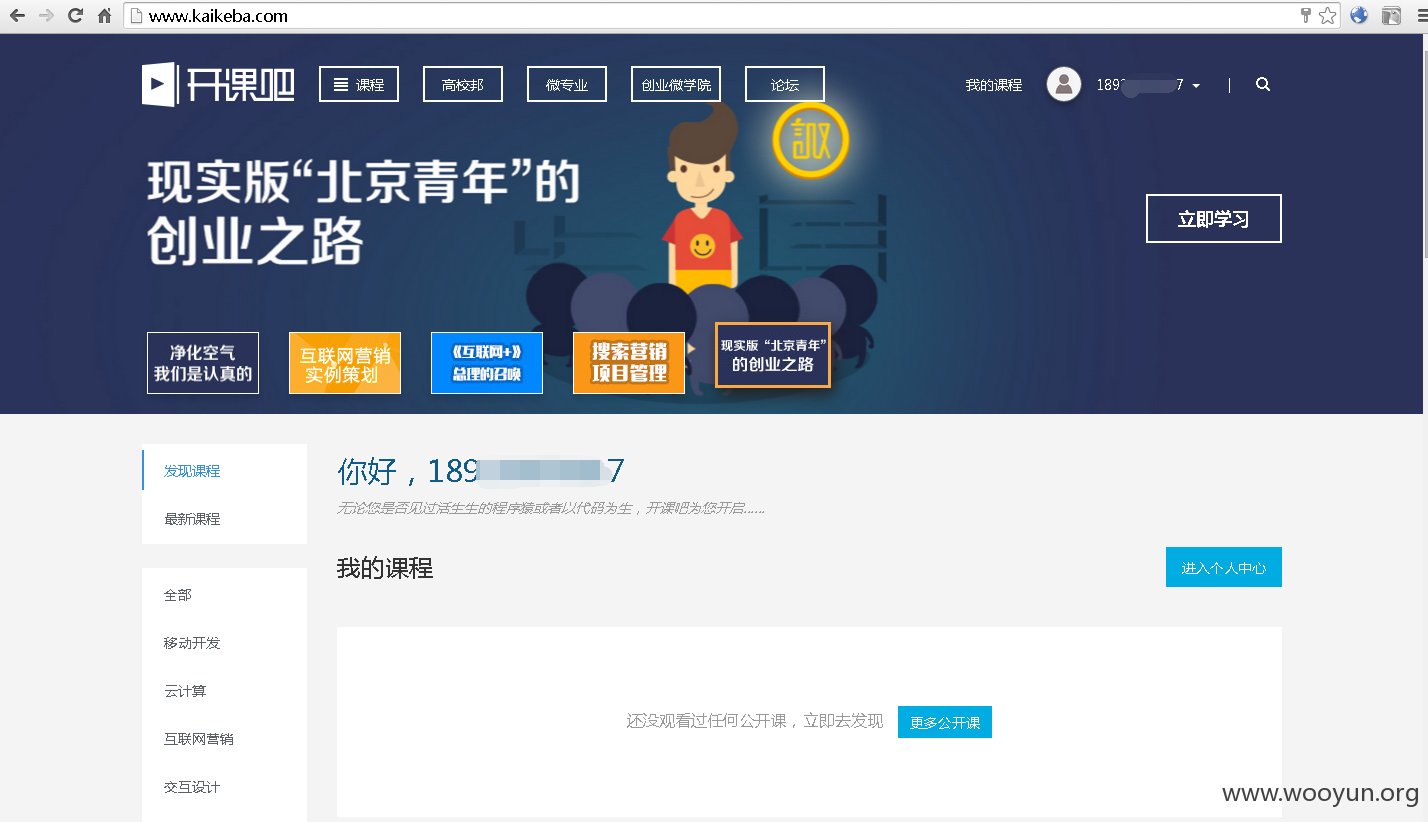 www.kaikeba.com
开课吧
课程
高校邦
微专业
创业微学院
论坛
我的课程
189 7
现实版“北京青年”的
创业之路
立即学习
净化空气
我们是认真的
互联网营销
实例策划
《互联网+》
总理的召唤
搜索营销
项目管理
现实版“北京青年”
的创业之路
发现课程
最新课程
全部
移动开发
云计算
互联网营销
交互设计
你好，189 7
无论您是否见过活生生的程序猿或者以代码为生，开课吧为您开启……
我的课程
进入个人中心
还没观看过任何公开课，立即去发现
更多公开课
www.wooyun.org